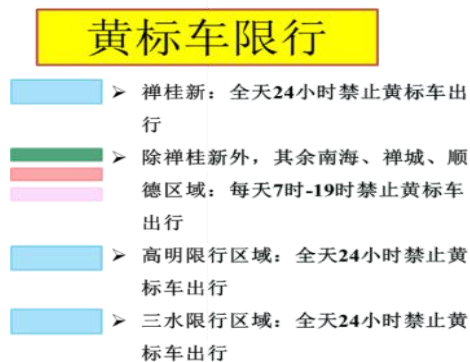 黄标车限行
➢ 禅桂新：全天24小时禁止黄标车出
行
➢ 除禅桂新外，其余南海、禅城、顺
德区域：每天7时-19时禁止黄标车
出行
➢ 高明限行区域：全天24小时禁止黄
标车出行
➢ 三水限行区域：全天24小时禁止黄
标车出行